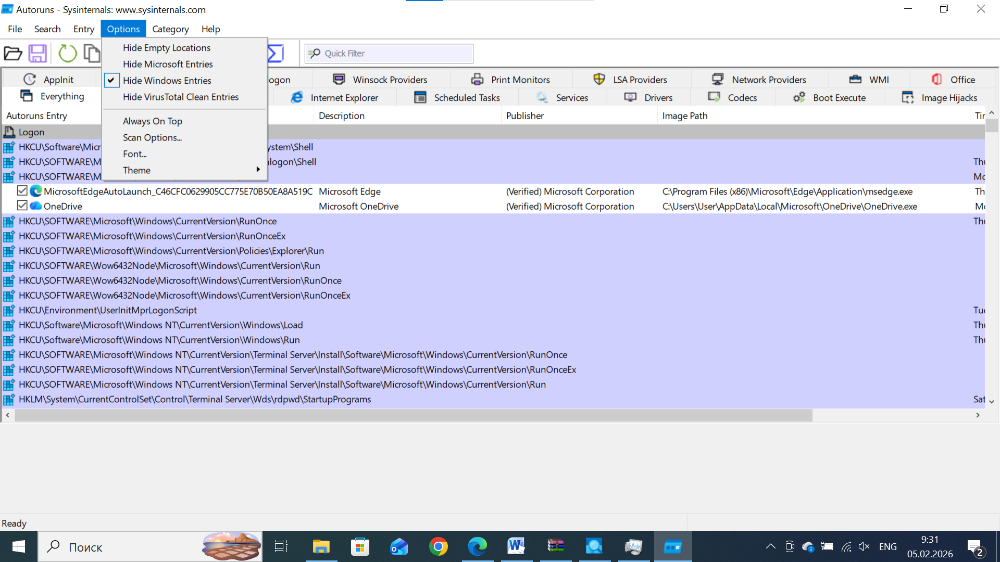 Autoruns - Sysinternals: www.sysinternals.com
File Search Entry Options Category Help
Quick Filter
Hide Empty Locations
Hide Microsoft Entries
Hide Windows Entries
Hide VirusTotal Clean Entries
Always On Top
Scan Options...
Font...
Theme
AppInit logon Winsock Providers Print Monitors LSA Providers Network Providers WMI Office
Everything Internet Explorer Scheduled Tasks Services Drivers Codecs Boot Execute Image Hijacks
Autoruns Entry Description Publisher Image Path Tir
Logon
HKCU\Software\Micr ystem\Shell
HKCU\SOFTWARE\M logon\Shell Thu
HKCU\SOFTWARE\M Mo
MicrosoftEdgeAutoLaunch_C46CFC0629905CC775E70B50EA8A519C Microsoft Edge (Verified) Microsoft Corporation C:\Program Files (x86)\Microsoft\Edge\Application\msedge.exe Th
OneDrive Microsoft OneDrive (Verified) Microsoft Corporation C:\Users\User\AppData\Local\Microsoft\OneDrive\OneDrive.exe Mo
HKCU\SOFTWARE\Microsoft\Windows\CurrentVersion\RunOnce Thu
HKCU\SOFTWARE\Microsoft\Windows\CurrentVersion\RunOnceEx
HKCU\SOFTWARE\Microsoft\Windows\CurrentVersion\Policies\Explorer\Run
HKCU\SOFTWARE\Wow6432Node\Microsoft\Windows\CurrentVersion\Run
HKCU\SOFTWARE\Wow6432Node\Microsoft\Windows\CurrentVersion\RunOnce
HKCU\SOFTWARE\Wow6432Node\Microsoft\Windows\CurrentVersion\RunOnceEx
HKCU\Environment\UserInitMprLogonScript Tue
HKCU\Software\Microsoft\Windows NT\CurrentVersion\Windows\Load Thu
HKCU\Software\Microsoft\Windows NT\CurrentVersion\Windows\Run Thu
HKCU\SOFTWARE\Microsoft\Windows NT\CurrentVersion\Terminal Server\Install\Software\Microsoft\Windows\CurrentVersion\RunOnce
HKCU\SOFTWARE\Microsoft\Windows NT\CurrentVersion\Terminal Server\Install\Software\Microsoft\Windows\CurrentVersion\RunOnceEx
HKCU\SOFTWARE\Microsoft\Windows NT\CurrentVersion\Terminal Server\Install\Software\Microsoft\Windows\CurrentVersion\Run
HKLM\System\CurrentControlSet\Control\Terminal Server\Wds\rdpwd\StartupPrograms Sat
Ready
Поиск
ENG
9:31
05.02.2026
2